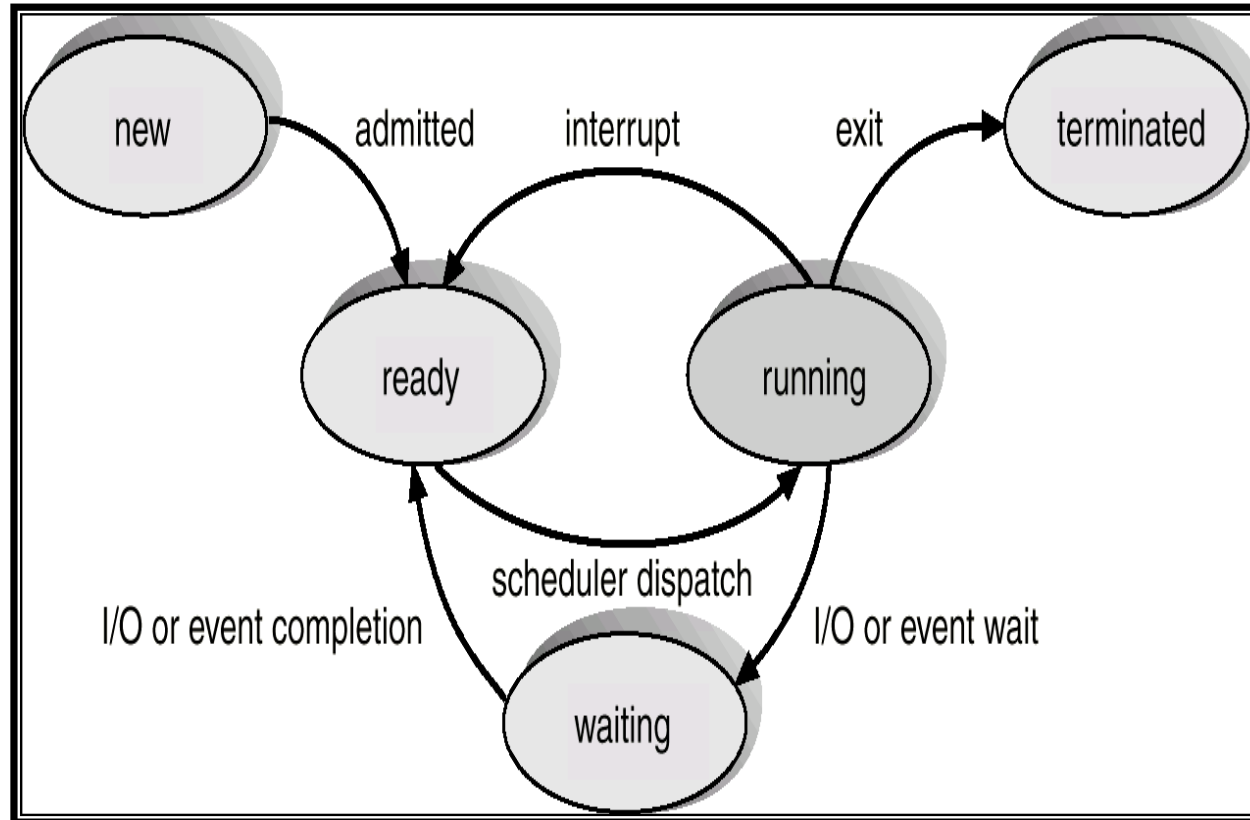 new
admitted
interrupt
exit
terminated
ready
running
scheduler dispatch
I/O or event completion
I/O or event wait
waiting